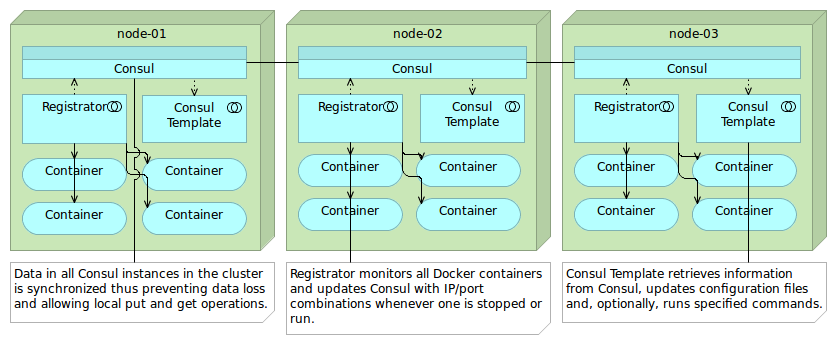 node-01
Consul
Registrator
Consul
Template
Container
Container
Container
Container
Data in all Consul instances in the cluster
is synchronized thus preventing data loss
and allowing local put and get operations.
node-02
Consul
Registrator
Consul
Template
Container
Container
Container
Container
Registrator monitors all Docker containers
and updates Consul with IP/port
combinations whenever one is stopped or
run.
node-03
Consul
Registrator
Consul
Template
Container
Container
Container
Container
Consul Template retrieves information
from Consul, updates configuration files
and, optionally, runs specified commands.